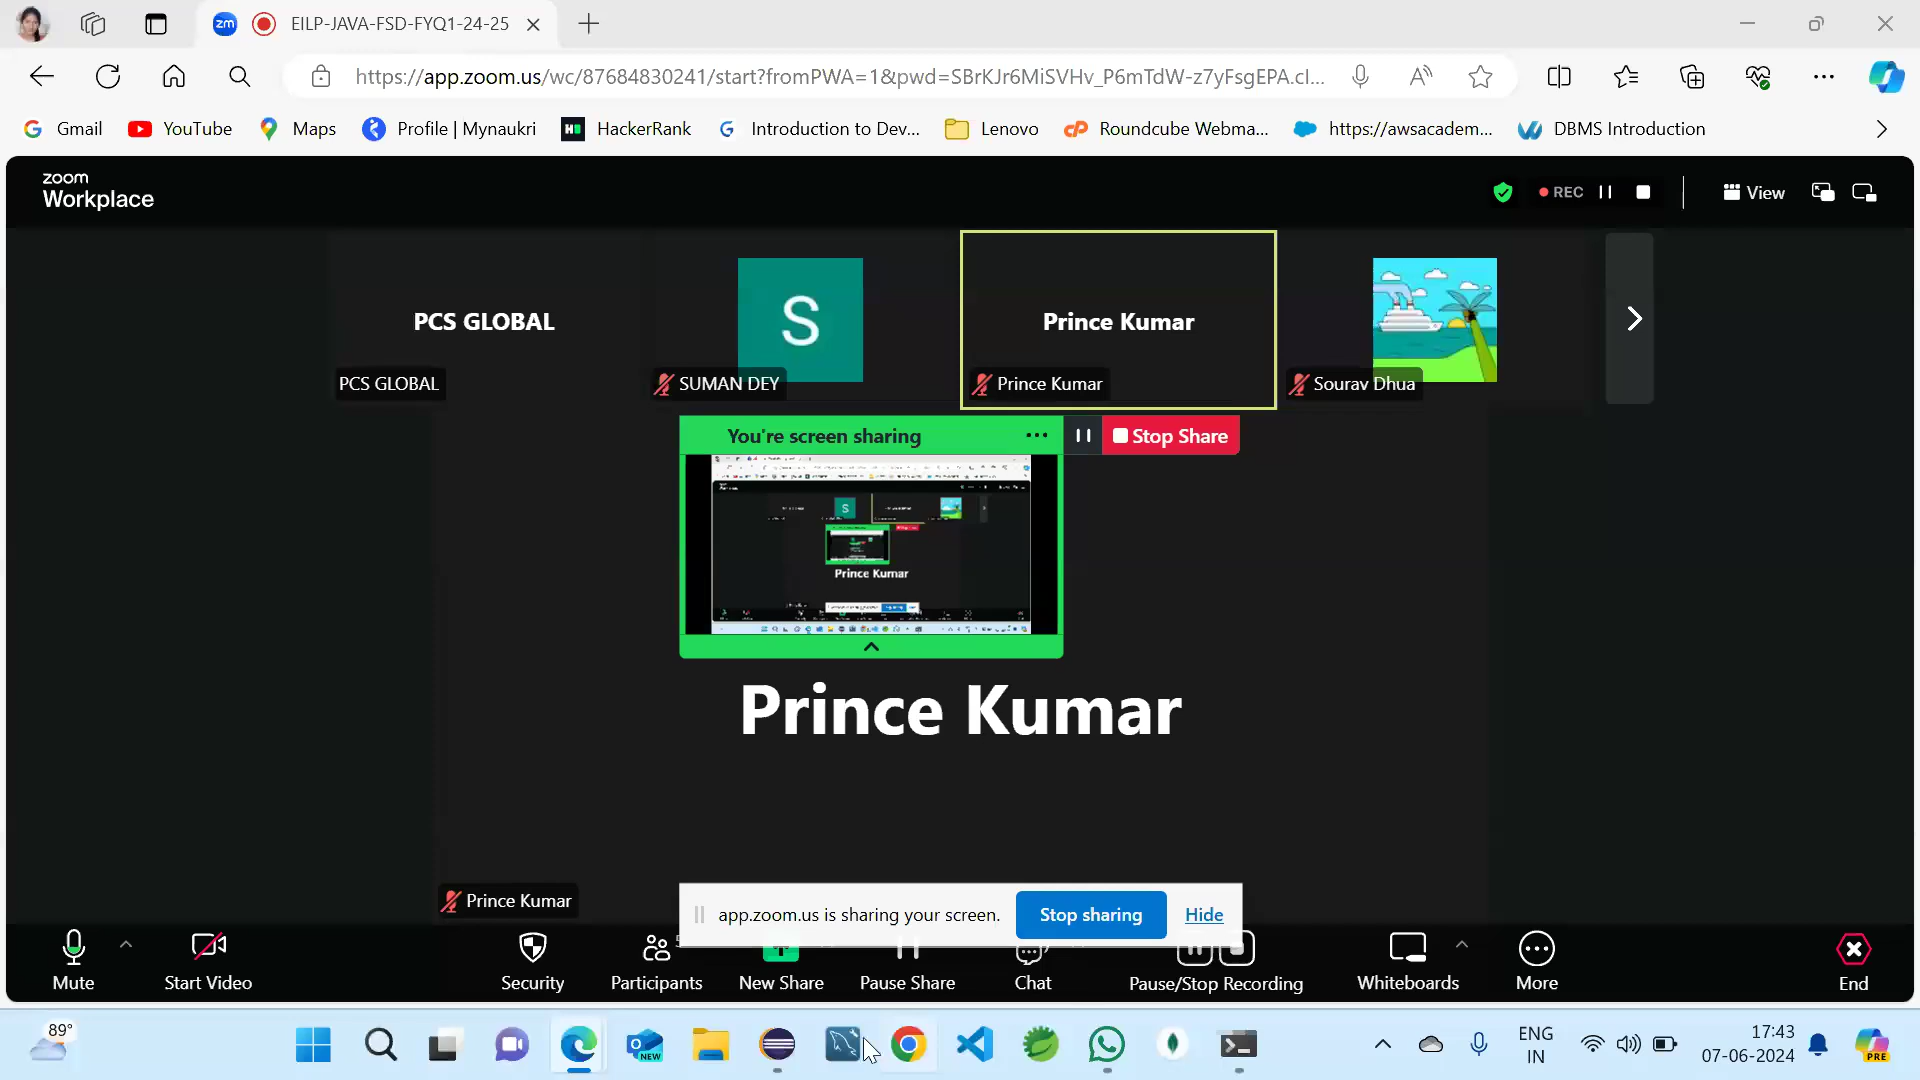 zm EILP-JAVA-FSD-FYQ1-24-25
https://app.zoom.us/wc/87684830241/start?fromPWA=1&pwd=SBrKJr6MiSVHv_P6mTdW-z7yFsgEPA.cl...
Gmail YouTube Maps Profile | Mynaukri HackerRank Introduction to Dev... Lenovo Roundcube Webma... https://awsacadem... DBMS Introduction
zoom
Workplace
REC View
PCS GLOBAL S Prince Kumar
PCS GLOBAL SUMAN DEY Prince Kumar Sourav Dhua
You're screen sharing Stop Share
S
Prince Kumar
Prince Kumar
Prince Kumar
app.zoom.us is sharing your screen. Stop sharing Hide
Mute Start Video Security Participants New Share Pause Share Chat Pause/Stop Recording Whiteboards More End
89°
NEW
ENG
IN
17:43
07-06-2024
PRE